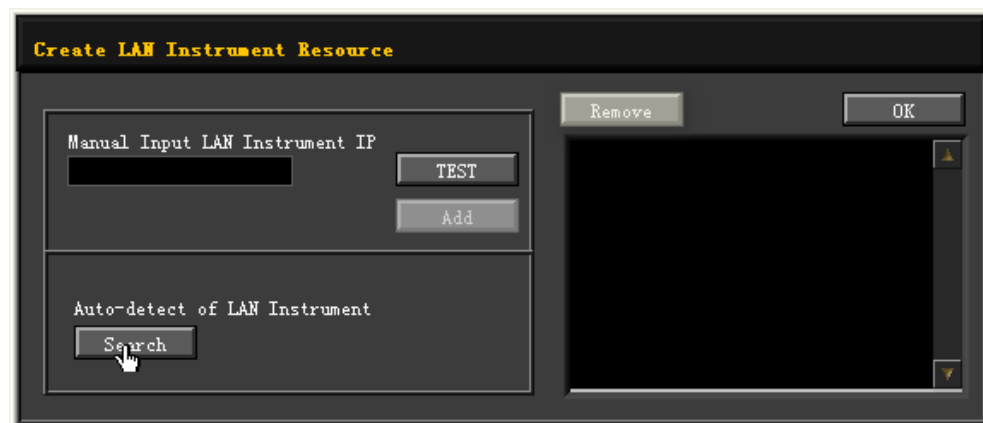 Create LAN Instrument Resource
Remove
OK
Manual Input LAN Instrument IP
TEST
Add
Auto-detect of LAN Instrument
Search